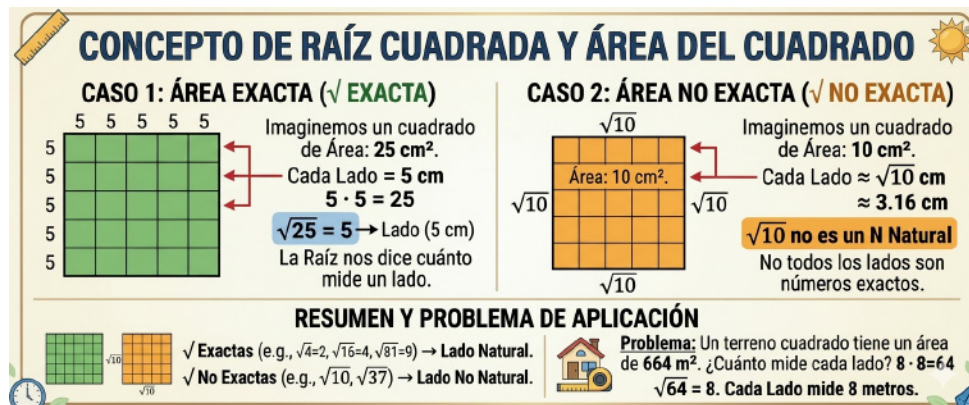 CONCEPTO DE RAÍZ CUADRADA Y ÁREA DEL CUADRADO
CASO 1: ÁREA EXACTA (√ EXACTA)
5 5 5 5 5
5
5
5
5
5
Imaginemos un cuadrado
de Área: 25 cm².
Cada Lado = 5 cm
5 · 5 = 25
√25 = 5 → Lado (5 cm)
La Raíz nos dice cuánto
mide un lado.
CASO 2: ÁREA NO EXACTA (√ NO EXACTA)
√10
Área: 10 cm².
√10
√10
√10
Imaginemos un cuadrado
de Área: 10 cm².
Cada Lado ≈ √10 cm
≈ 3.16 cm
√10 no es un N Natural
No todos los lados son
números exactos.
RESUMEN Y PROBLEMA DE APLICACIÓN
√10
√10
√ Exactas (e.g., √4=2, √16=4, √81=9) → Lado Natural.
√ No Exactas (e.g., √10, √37) → Lado No Natural.
Problema: Un terreno cuadrado tiene un área
de 664 m². ¿Cuánto mide cada lado? 8 · 8=64
√64 = 8. Cada Lado mide 8 metros.